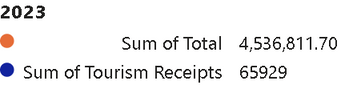 2023
Sum of Total 4,536,811.70
Sum of Tourism Receipts 65929